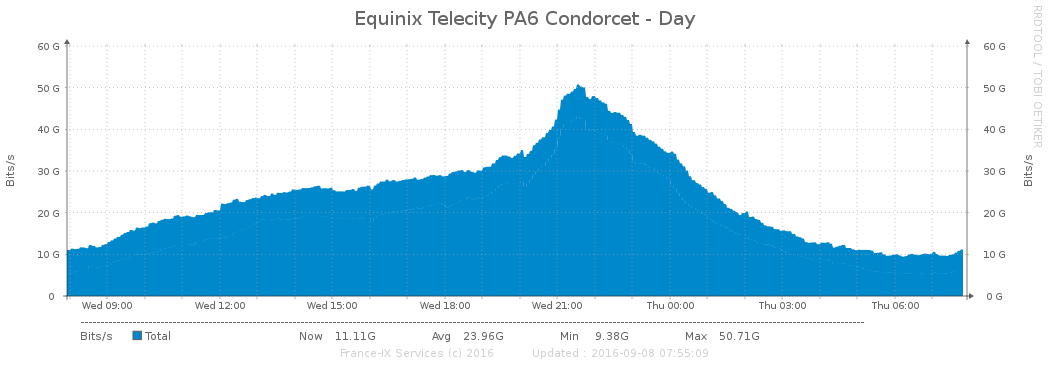 Equinix Telecity PA6 Condorcet - Day
RRDTOOL / TOBI OETIKER
Bits/s
60 G 60 G
50 G 50 G
40 G 40 G
30 G 30 G
20 G 20 G
10 G 10 G
0 0 G
Bits/s
Wed 09:00 Wed 12:00 Wed 15:00 Wed 18:00 Wed 21:00 Thu 00:00 Thu 03:00 Thu 06:00
Bits/s Total Now 11.11G Avg 23.96G Min 9.38G Max 50.71G
France-IX Services (c) 2016 Updated : 2016-09-08 07:55:09